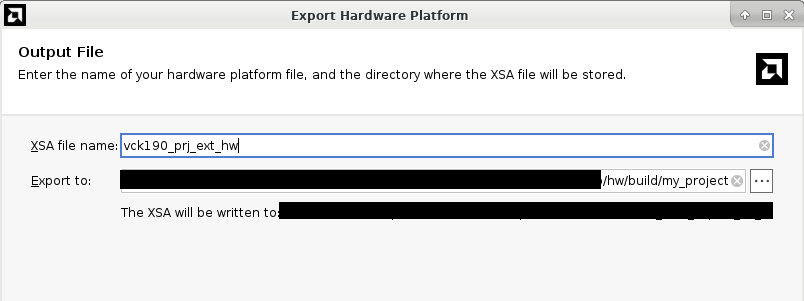 Export Hardware Platform
Output File
Enter the name of your hardware platform file, and the directory where the XSA file will be stored.
XSA file name: vck190_prj_ext_hw
Export to: /hw/build/my_project
The XSA will be written to: